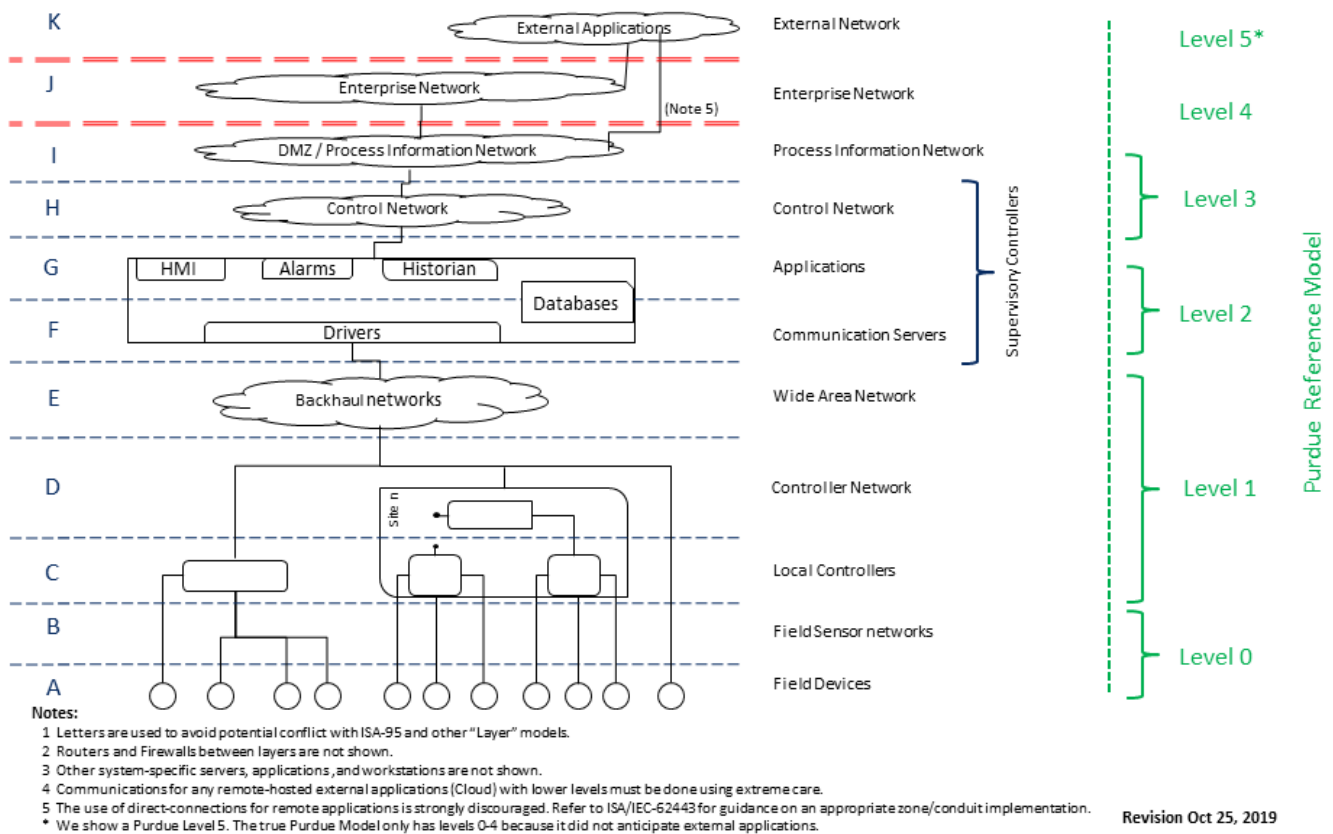 K
External Applications
External Network
Level 5*
J
Enterprise Network
(Note 5)
Enterprise Network
Level 4
I
DMZ / Process Information Network
Process Information Network
H
Control Network
Control Network
Level 3
G
HMI
Alarms
Historian
Applications
Databases
Supervisory Controllers
Level 2
F
Drivers
Communication Servers
E
Backhaul networks
Wide Area Network
Purdue Reference Model
D
Site n
Controller Network
Level 1
C
Local Controllers
B
Field Sensor networks
Level 0
A
Field Devices
Notes:
1 Letters are used to avoid potential conflict with ISA-95 and other “Layer” models.
2 Routers and Firewalls between layers are not shown.
3 Other system-specific servers, applications ,and workstations are not shown.
4 Communications for any remote-hosted external applications (Cloud) with lower levels must be done using extreme care.
5 The use of direct-connections for remote applications is strongly discouraged. Refer to ISA/IEC-62443 for guidance on an appropriate zone/conduit implementation.
* We show a Purdue Level 5. The true Purdue Model only has levels 0-4 because it did not anticipate external applications.
Revision Oct 25, 2019